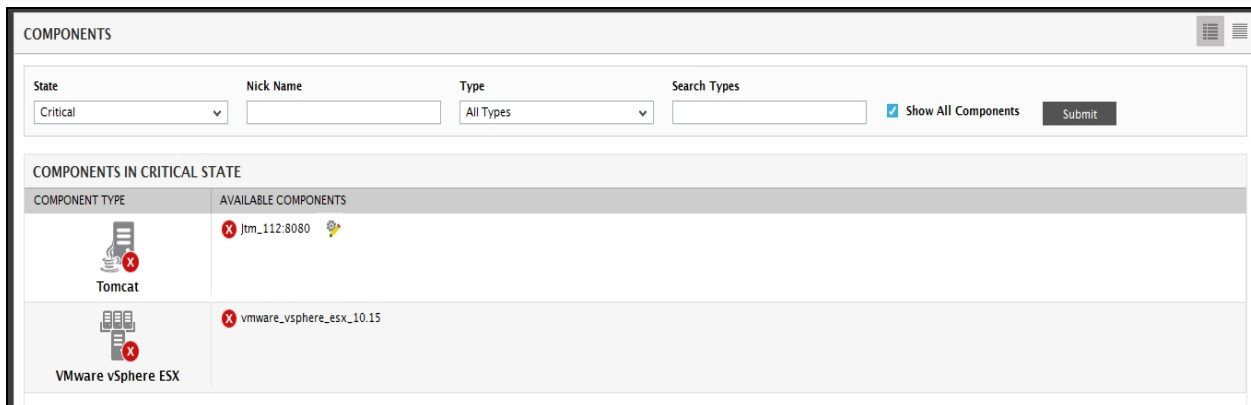 COMPONENTS
State Nick Name Type Search Types
Critical All Types Show All Components Submit
COMPONENTS IN CRITICAL STATE
COMPONENT TYPE AVAILABLE COMPONENTS
Jtm_112:8080
Tomcat
vmware_vsphere_esx_10.15
VMware vSphere ESX